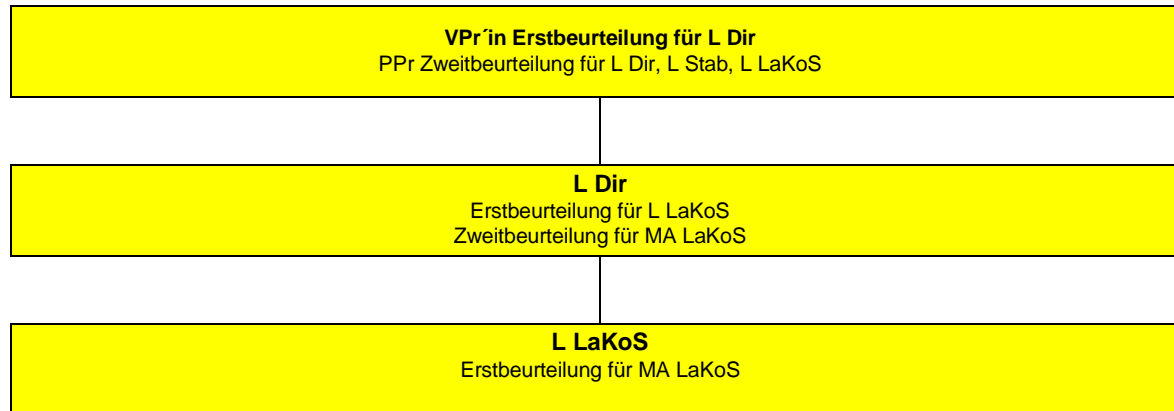 VPr´in Erstbeurteilung für L Dir
PPr Zweitbeurteilung für L Dir, L Stab, L LaKoS
L Dir
Erstbeurteilung für L LaKoS
Zweitbeurteilung für MA LaKoS
L LaKoS
Erstbeurteilung für MA LaKoS